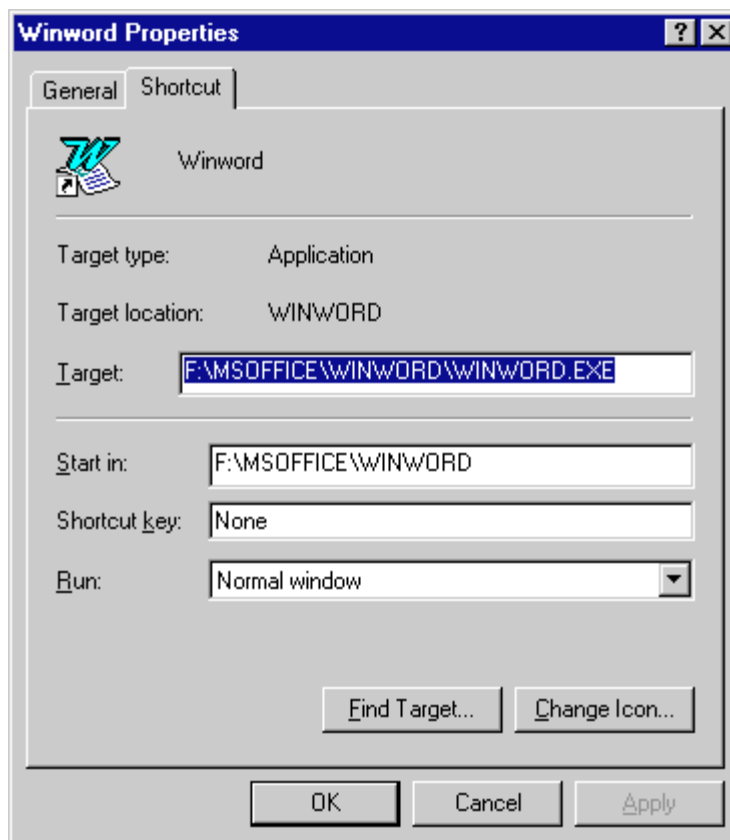 Winword Properties
General Shortcut
Winword
Target type: Application
Target location: WINWORD
Target: F:\MSOFFICE\WINWORD\WINWORD.EXE
Start in: F:\MSOFFICE\WINWORD
Shortcut key: None
Run: Normal window
Find Target... Change Icon...
OK Cancel Apply